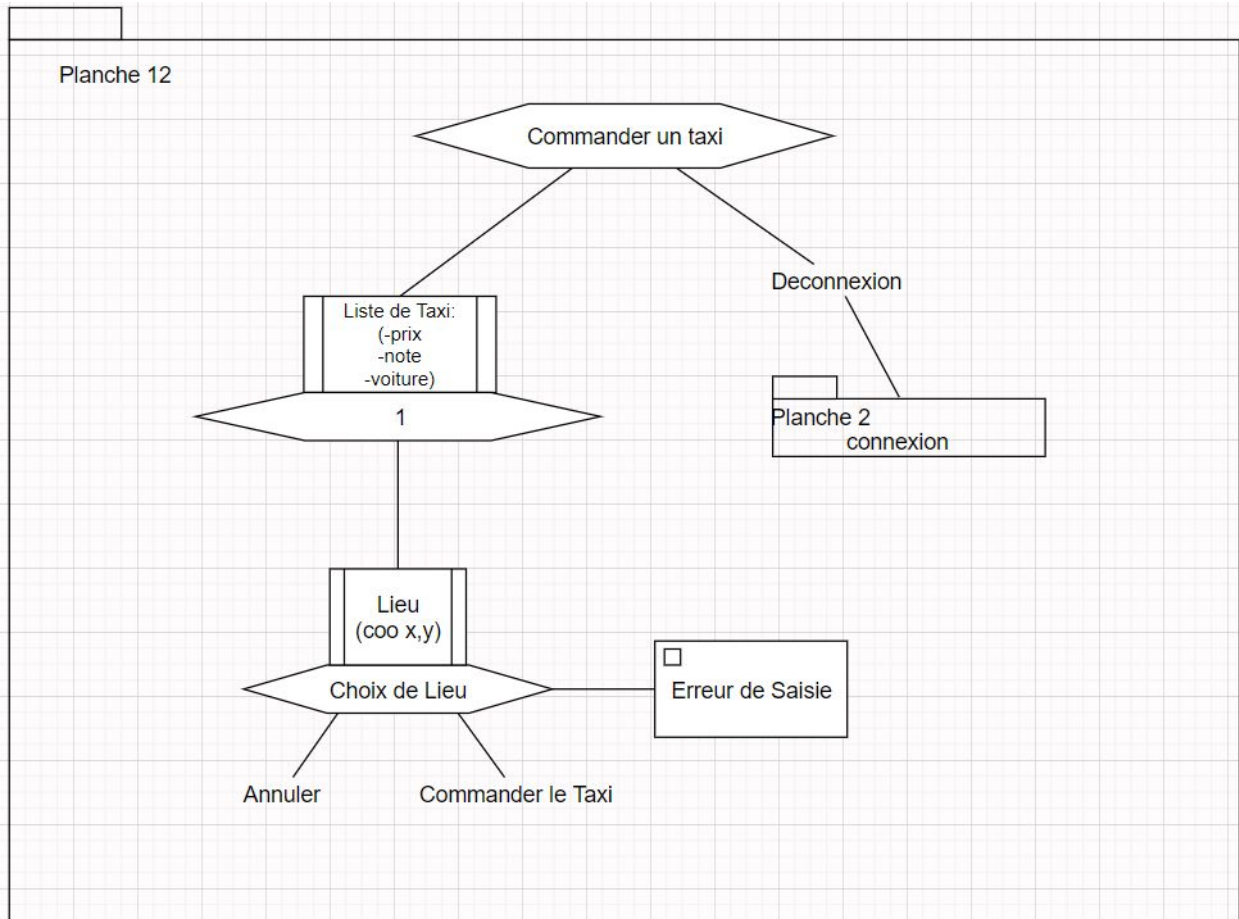 Planche 12
Commander un taxi
Deconnexion
Liste de Taxi:
(-prix
-note
-voiture)
1
Planche 2
connexion
Lieu
(coo x,y)
Choix de Lieu
Erreur de Saisie
Annuler
Commander le Taxi